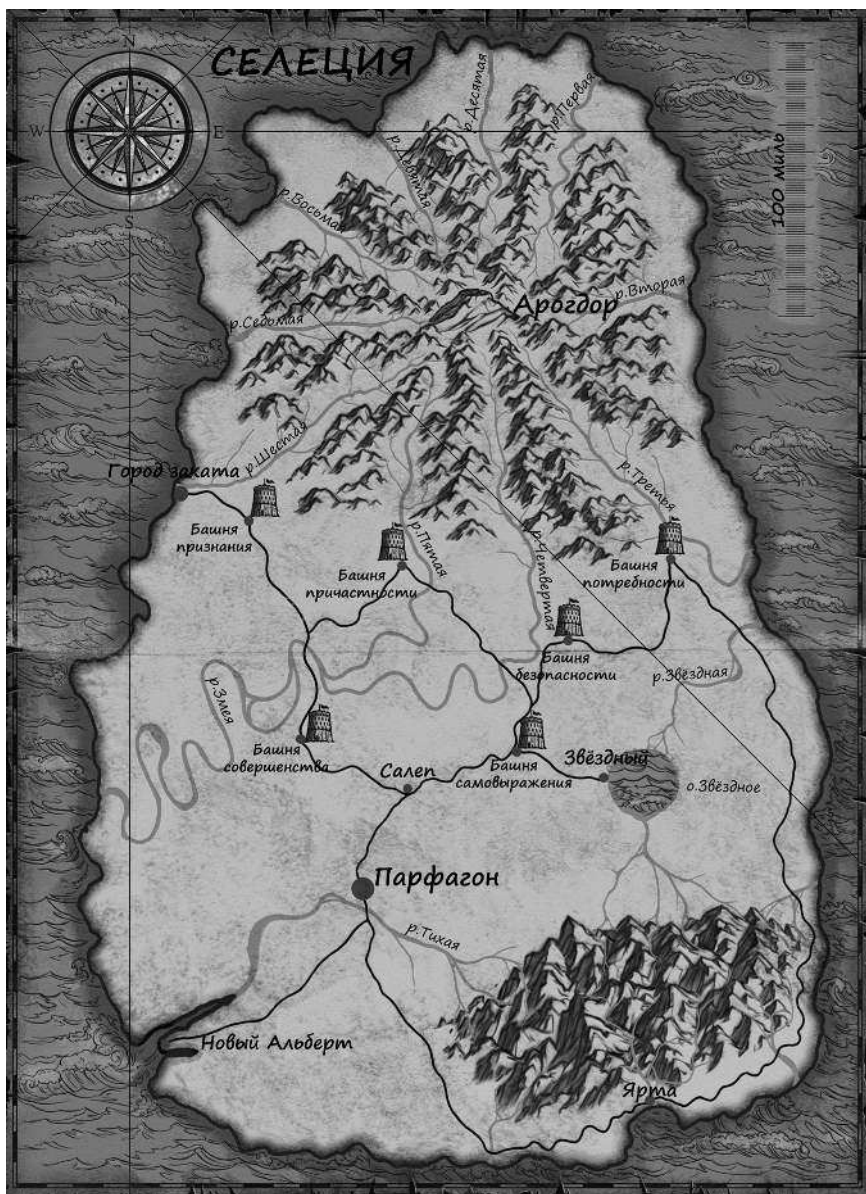 N
СЕЛЕЦИЯ
W
E
S
100 миль
р.Десятая
р.Первая
р.Девятая
р.Восьмая
р.Вторая
Арогдор
р.Седьмая
р.Шестая
р.Третья
Город заката
Башня
признания
р.Пятая
р.Четвертая
Башня
причастности
Башня
потребности
Башня
безопасности
р.Звёздная
р.Змея
Башня
совершенства
Салеп
Башня
самовыражения
Звёздный
о.Звёздное
Парфагон
р.Тихая
Новый Альберт
Ярта